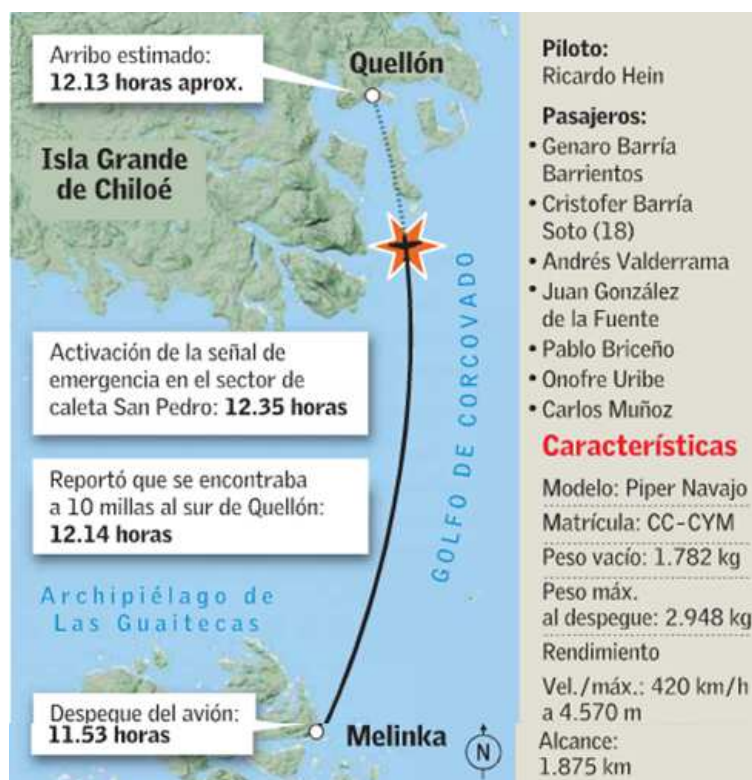 Arribo estimado:
12.13 horas aprox.
Quellón
Isla Grande
de Chiloé
GOLFO DE CORCOVADO
Activación de la señal de
emergencia en el sector de
caleta San Pedro: 12.35 horas
Reportó que se encontraba
a 10 millas al sur de Quellón:
12.14 horas
Archipiélago de
Las Guaitecas
Despegue del avión:
11.53 horas
Melinka
N
Piloto:
Ricardo Hein
Pasajeros:
• Genaro Barría
Barrientos
• Cristofer Barría
Soto (18)
• Andrés Valderrama
• Juan González
de la Fuente
• Pablo Briceño
• Onofre Uribe
• Carlos Muñoz
Características
Modelo: Piper Navajo
Matrícula: CC-CYM
Peso vacío: 1.782 kg
Peso máx.
al despegue: 2.948 kg
Rendimiento
Vel./máx.: 420 km/h
a 4.570 m
Alcance:
1.875 km